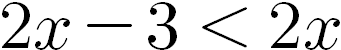 2x − 3 < 2x